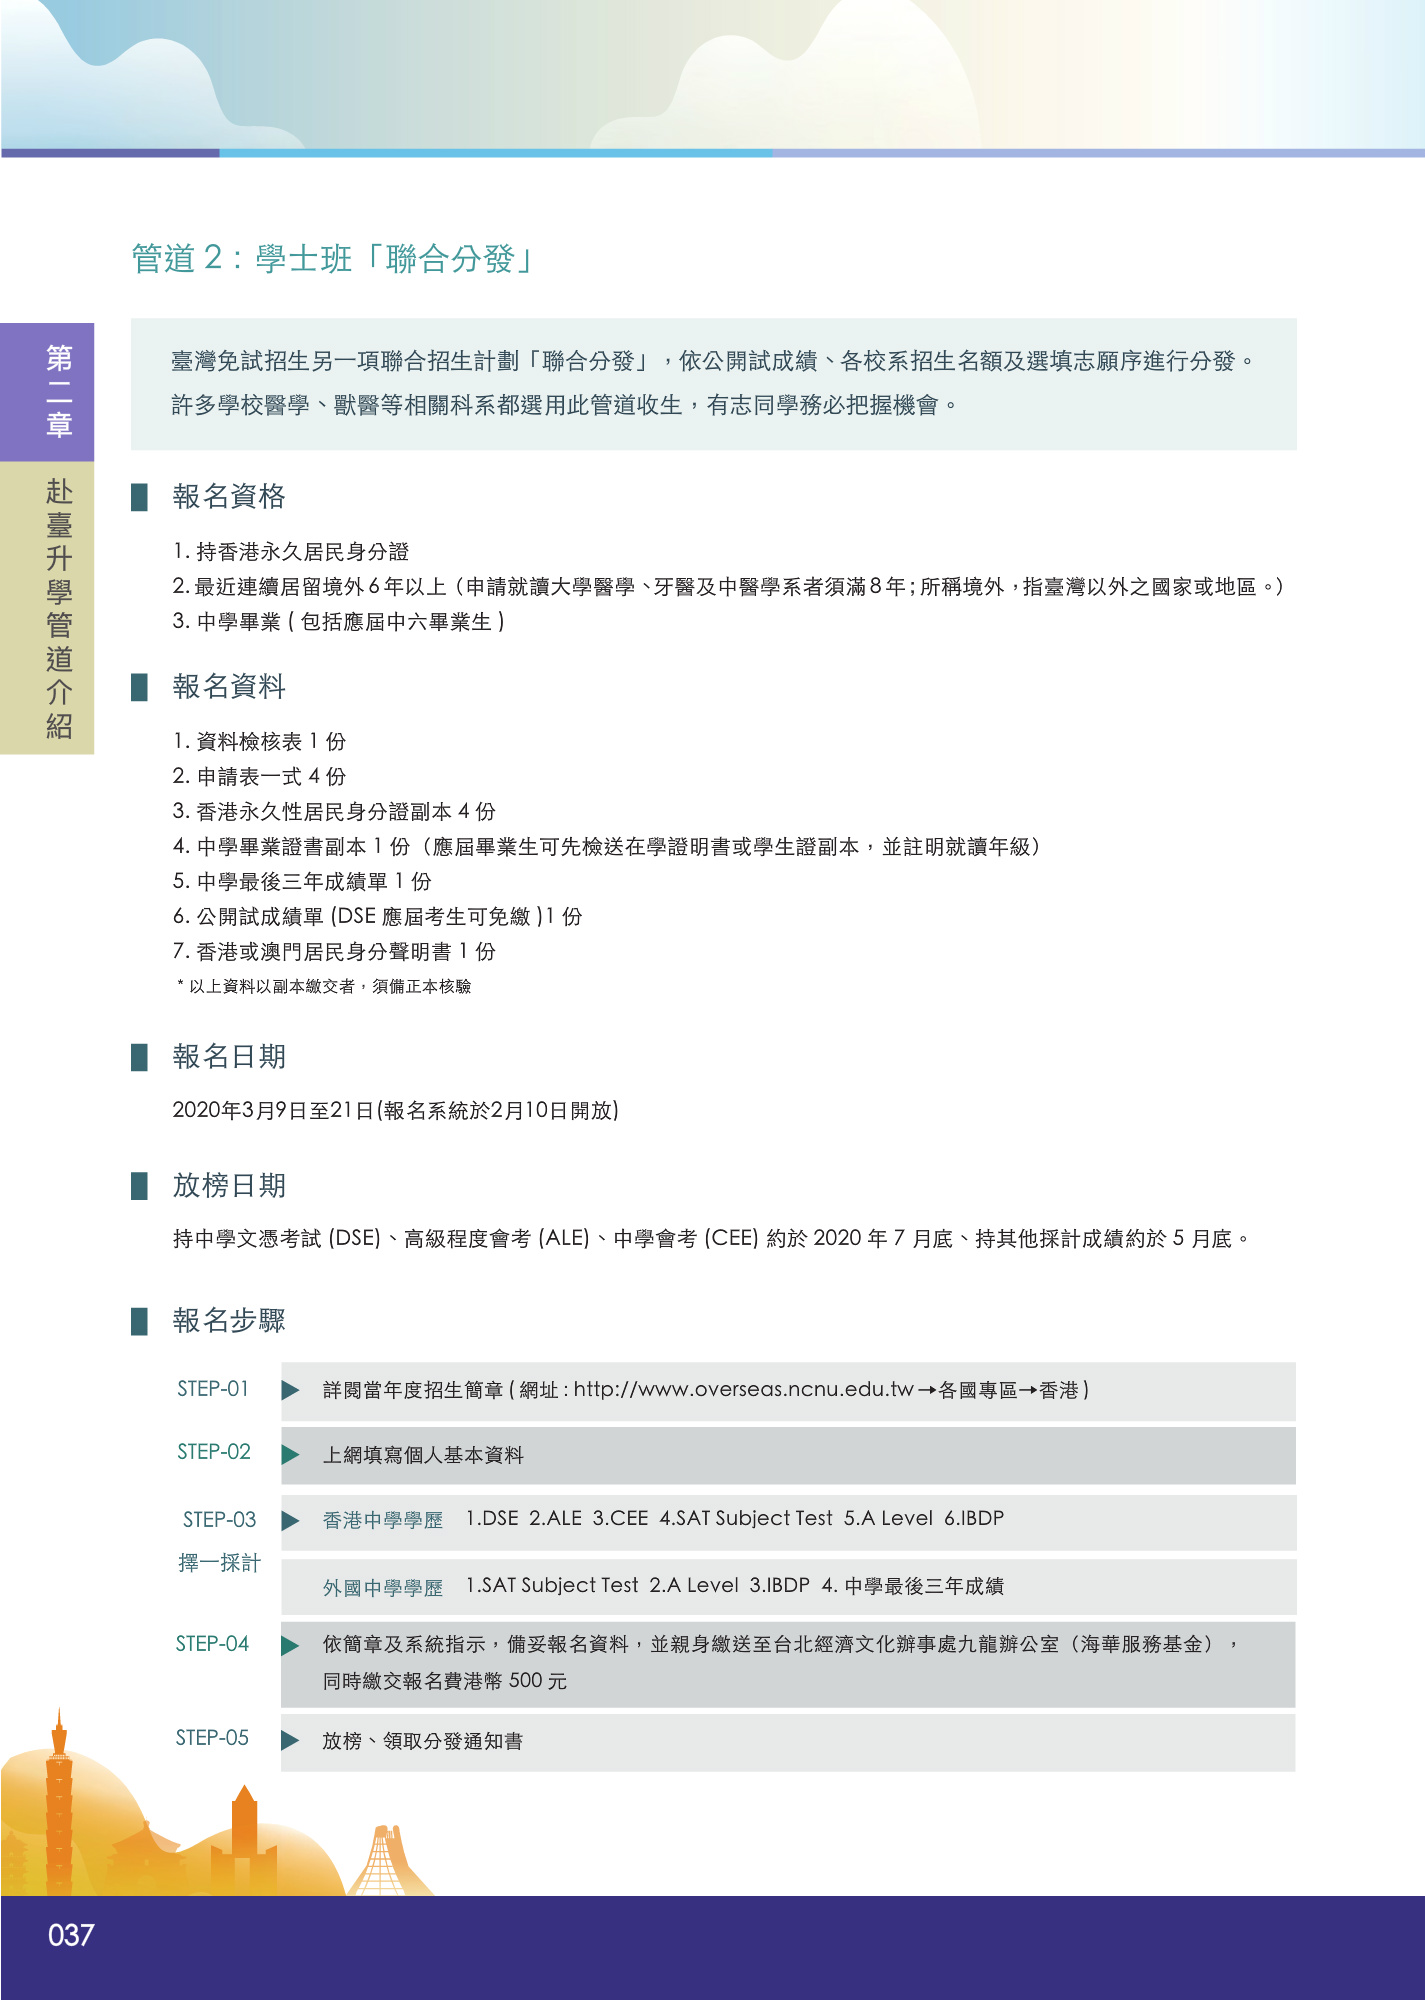 管道 2：學士班「聯合分發」
第二章
赴臺升學管道介紹
臺灣免試招生另一項聯合招生計劃「聯合分發」，依公開試成績、各校系招生名額及選填志願序進行分發。
許多學校醫學、獸醫等相關科系都選用此管道收生，有志同學務必把握機會。
報名資格
1. 持香港永久居民身分證
2. 最近連續居留境外 6 年以上（申請就讀大學醫學、牙醫及中醫學系者須滿 8 年；所稱境外，指臺灣以外之國家或地區。）
3. 中學畢業 ( 包括應屆中六畢業生 )
報名資料
1. 資料檢核表 1 份
2. 申請表一式 4 份
3. 香港永久性居民身分證副本 4 份
4. 中學畢業證書副本 1 份（應屆畢業生可先檢送在學證明書或學生證副本，並註明就讀年級）
5. 中學最後三年成績單 1 份
6. 公開試成績單 (DSE 應屆考生可免繳 )1 份
7. 香港或澳門居民身分聲明書 1 份
* 以上資料以副本繳交者，須備正本核驗
報名日期
2020年3月9日至21日(報名系統於2月10日開放)
放榜日期
持中學文憑考試 (DSE)、高級程度會考 (ALE)、中學會考 (CEE) 約於 2020 年 7 月底、持其他採計成績約於 5 月底。
報名步驟
STEP-01 詳閱當年度招生簡章 ( 網址 : http://www.overseas.ncnu.edu.tw→各國專區→香港 )
STEP-02 上網填寫個人基本資料
STEP-03 香港中學學歷 1.DSE 2.ALE 3.CEE 4.SAT Subject Test 5.A Level 6.IBDP
擇一採計
外國中學學歷 1.SAT Subject Test 2.A Level 3.IBDP 4. 中學最後三年成績
STEP-04 依簡章及系統指示，備妥報名資料，並親身繳送至台北經濟文化辦事處九龍辦公室（海華服務基金），
同時繳交報名費港幣 500 元
STEP-05 放榜、領取分發通知書
037